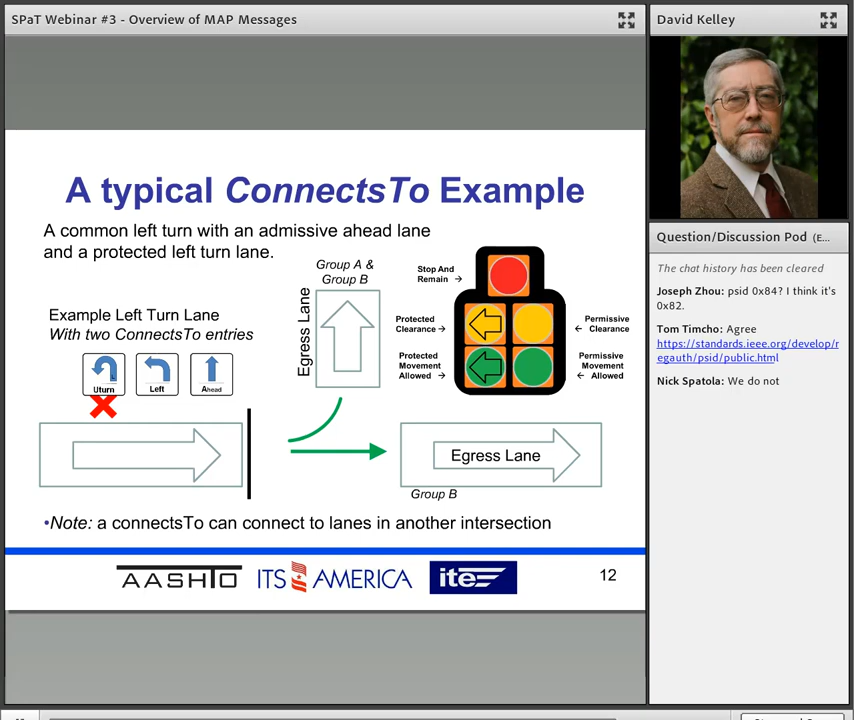 SPaT Webinar #3 - Overview of MAP Messages
A typical ConnectsTo Example
A common left turn with an admissive ahead lane
and a protected left turn lane.
Group A &
Group B
Egress Lane
Stop And
Remain →
Protected
Clearance→
Protected
Movement
Allowed →
Permissive
← Clearance
Permissive
Movement
← Allowed
Example Left Turn Lane
With two ConnectsTo entries
Uturn
Left
Ahead
Egress Lane
Group B
•Note: a connectsTo can connect to lanes in another intersection
AASHTO
ITS AMERICA
ite
12
David Kelley
Question/Discussion Pod (E...
The chat history has been cleared
Joseph Zhou: psid 0x84? I think it's
0x82.
Tom Timcho: Agree
https://standards.ieee.org/develop/r
egauth/psid/public.html
Nick Spatola: We do not